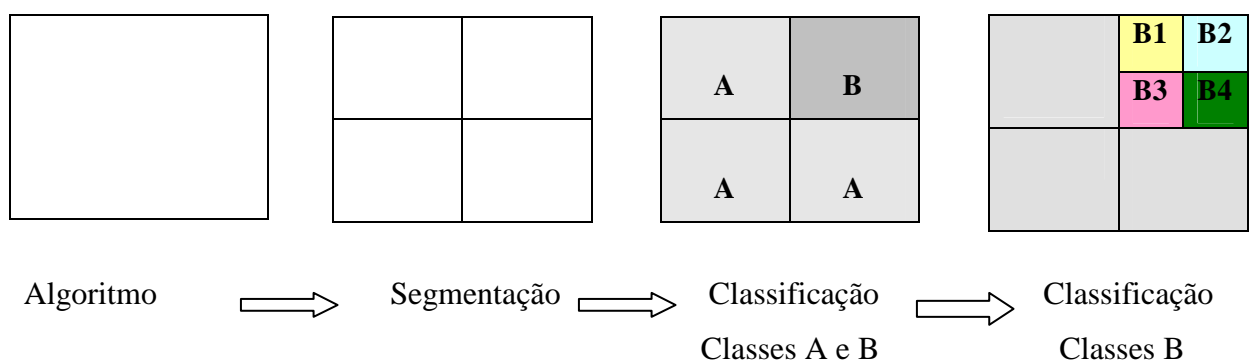 B1 B2
A B B3 B4
A A
Algoritmo Segmentação Classificação Classificação
Classes A e B Classes B